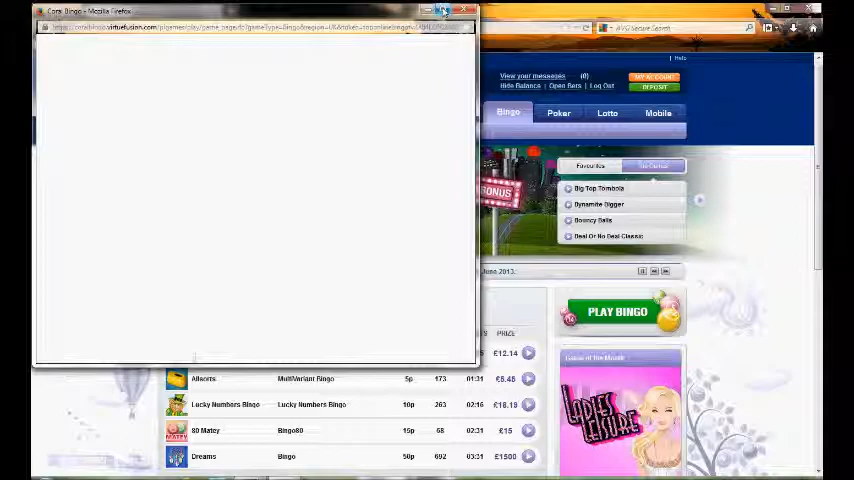 Coral Bingo - Mozilla Firefox
AVG Secure Search
Help
View your messages (0)
MY ACCOUNT
Hide Balance Open Bets Log Out
DEPOSIT
Bingo Poker Lotto Mobile
Favourites
BONUS
Big Top Tombola
Dynamite Digger
Bouncy Balls
Deal Or No Deal Classic
June 2013.
PLAY BINGO
PRIZE
£12.14
Game of the Month
Allsorts MultiVariant Bingo 5p 173 01:31 £5.45
Lucky Numbers Bingo Lucky Numbers Bingo 10p 263 02:16 £18.19
80 Matey Bingo80 15p 68 02:31 £15
Dreams Bingo 50p 692 03:31 £1500
LADIES
LEISURE